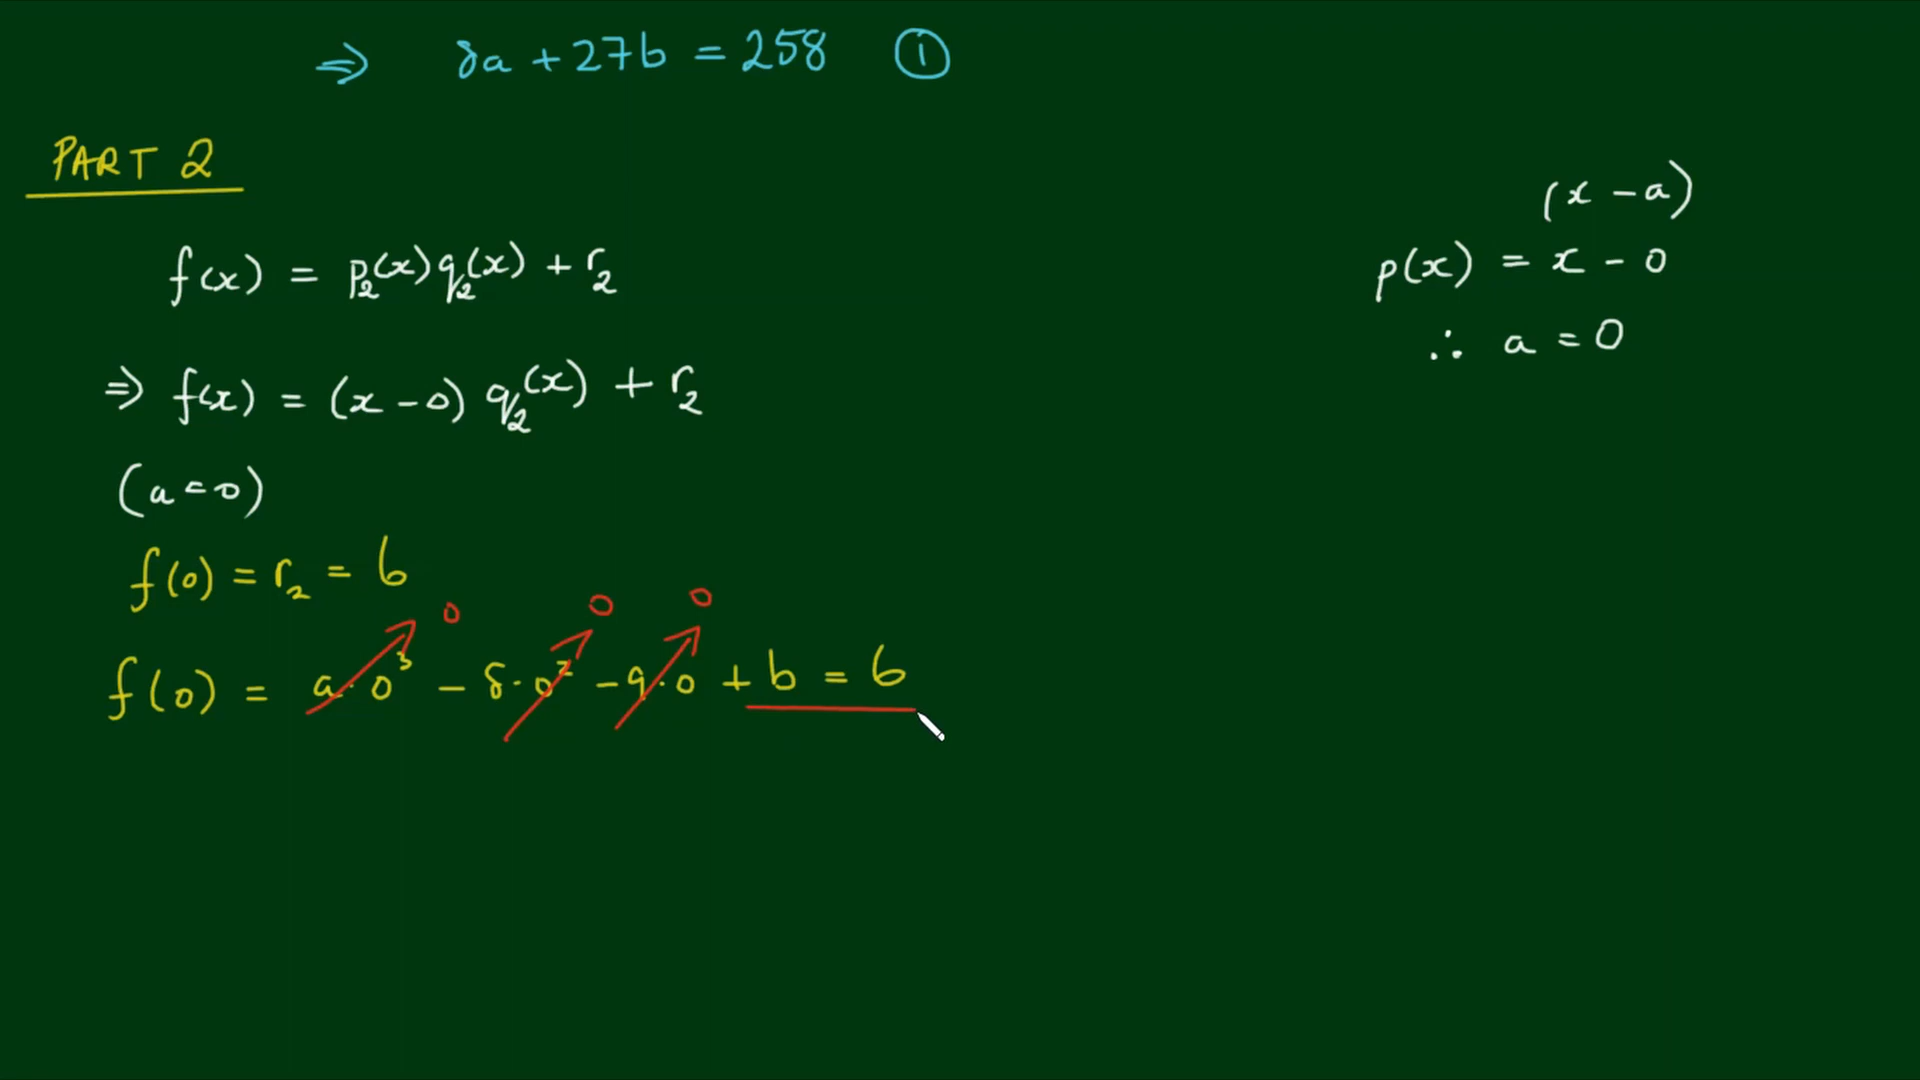 ⇒ 8a + 27b = 258 ①
PART 2
f(x) = p₂(x)q₂(x) + r₂
⇒ f(x) = (x - 0) q₂(x) + r₂
(a = 0)
f(0) = r₂ = 6
0 0 0
f(0) = a·0³ - 8·0² - 9·0 + b = 6
(x - a)
p(x) = x - 0
∴ a = 0